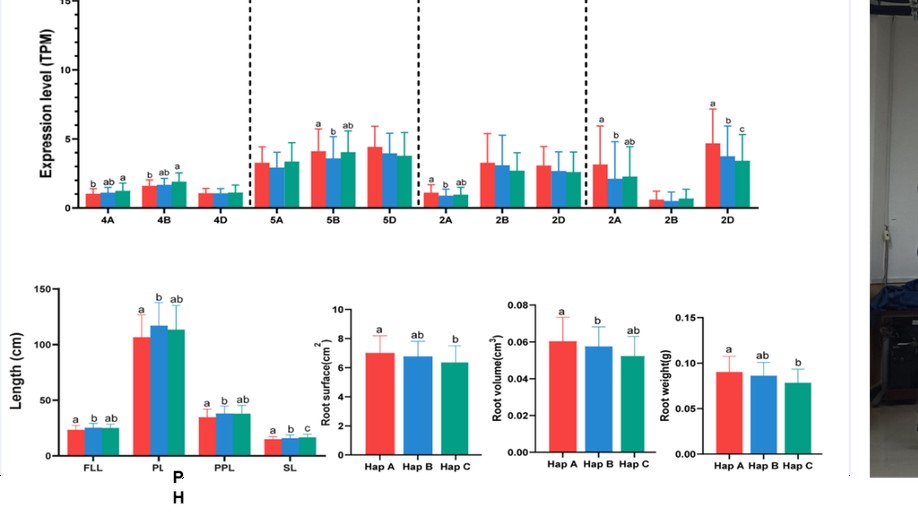 15
10
5
0
Expression level (TPM)
b ab a
b ab a
a b ab
a b ab
a b ab
a b c
4A 4B 4D 5A 5B 5D 2A 2B 2D 2A 2B 2D
150
100
50
0
Length (cm)
a b ab
a b ab
a b ab
a b c
FLL PL PPL SL
P
H
10
8
6
4
2
0
Root surface(cm2)
a ab b
Hap A Hap B Hap C
0.08
0.06
0.04
0.02
0.00
Root volume(cm3)
a b ab
Hap A Hap B Hap C
0.15
0.10
0.05
0.00
Root weight(g)
a ab b
Hap A Hap B Hap C